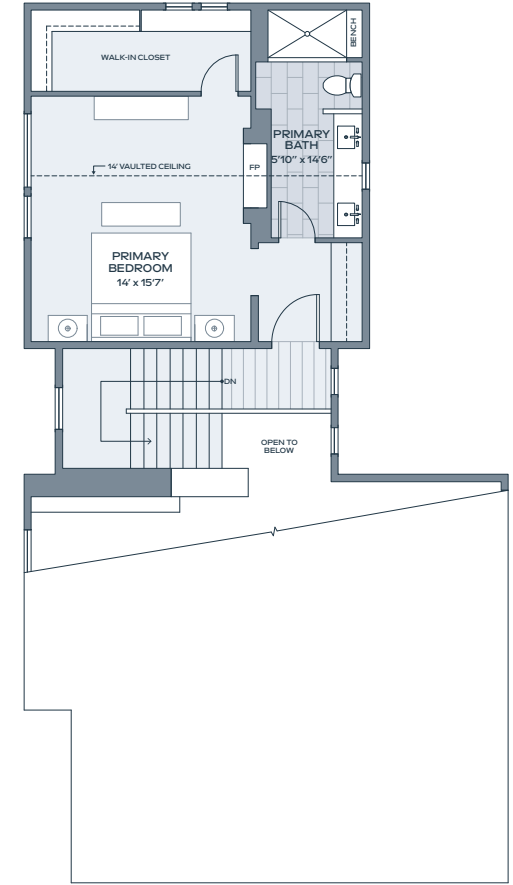 WALK-IN CLOSET
BENCH
PRIMARY
BATH
5'10" x 14'6"
14' VAULTED CEILING
FP
PRIMARY
BEDROOM
14' x 15'7"
DN
OPEN TO
BELOW